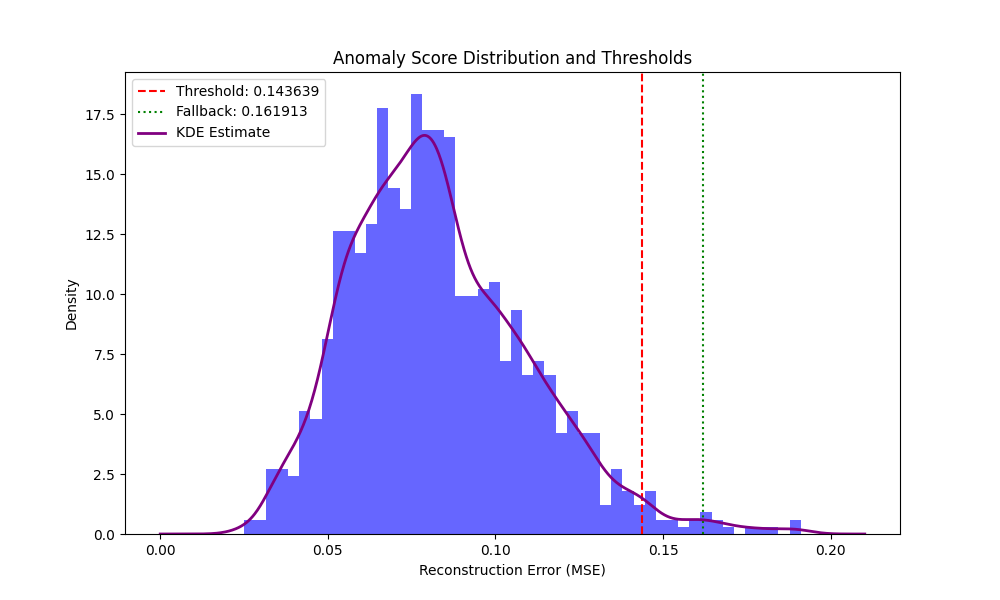 Anomaly Score Distribution and Thresholds
Threshold: 0.143639
Fallback: 0.161913
KDE Estimate
17.5
15.0
12.5
10.0
7.5
5.0
2.5
0.0
Density
0.00 0.05 0.10 0.15 0.20
Reconstruction Error (MSE)